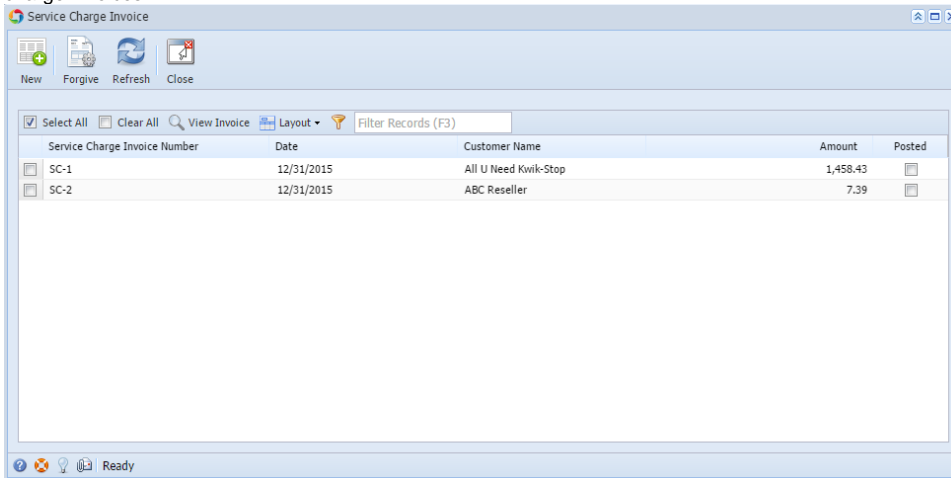 Service Charge Invoice
New Forgive Refresh Close
Select All Clear All View Invoice Layout Filter Records (F3)
Service Charge Invoice Number Date Customer Name Amount Posted
SC-1 12/31/2015 All U Need Kwik-Stop 1,458.43
SC-2 12/31/2015 ABC Reseller 7.39
Ready